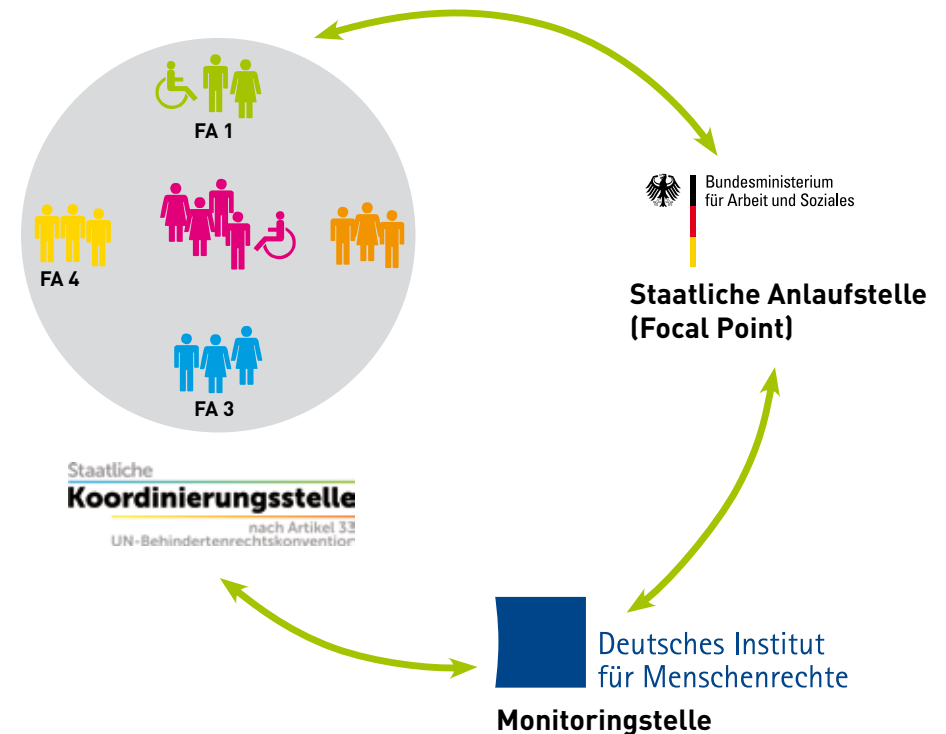 FA 1
FA 4
FA 3
Staatliche
Koordinierungsstelle
nach Artikel 33
UN-Behindertenrechtskonvention
Bundesministerium
für Arbeit und Soziales
Staatliche Anlaufstelle
(Focal Point)
Deutsches Institut
für Menschenrechte
Monitoringstelle